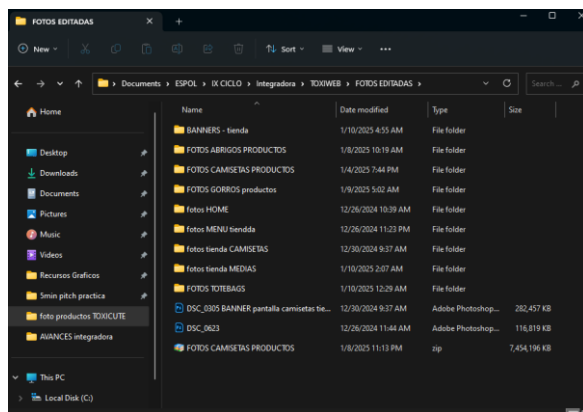 FOTOS EDITADAS
New
Sort
View
Documents > ESPOL > IX CICLO > Integradora > TOXIWEB > FOTOS EDITADAS >
Search ...
Home
Desktop
Downloads
Documents
Pictures
Music
Videos
Recursos Graficos
5min pitch practica
foto productos TOXICUTE
AVANCES integradora
This PC
Local Disk (C:)
Name Date modified Type Size
BANNERS - tienda 1/10/2025 4:55 AM File folder
FOTOS ABRIGOS PRODUCTOS 1/8/2025 10:19 AM File folder
FOTOS CAMISETAS PRODUCTOS 1/4/2025 7:44 PM File folder
FOTOS GORROS productos 1/9/2025 5:02 AM File folder
fotos HOME 12/26/2024 10:39 AM File folder
fotos MENU tiendda 12/26/2024 11:23 PM File folder
fotos tienda CAMISETAS 12/30/2024 9:37 AM File folder
fotos tienda MEDIAS 1/10/2025 2:07 AM File folder
FOTOS TOTEBAGS 1/10/2025 12:29 AM File folder
DSC_0305 BANNER pantalla camisetas tie... 12/30/2024 9:37 AM Adobe Photoshop... 282,457 KB
DSC_0623 12/26/2024 11:44 AM Adobe Photoshop... 116,819 KB
FOTOS CAMISETAS PRODUCTOS 1/8/2025 11:13 PM zip 7,454,196 KB